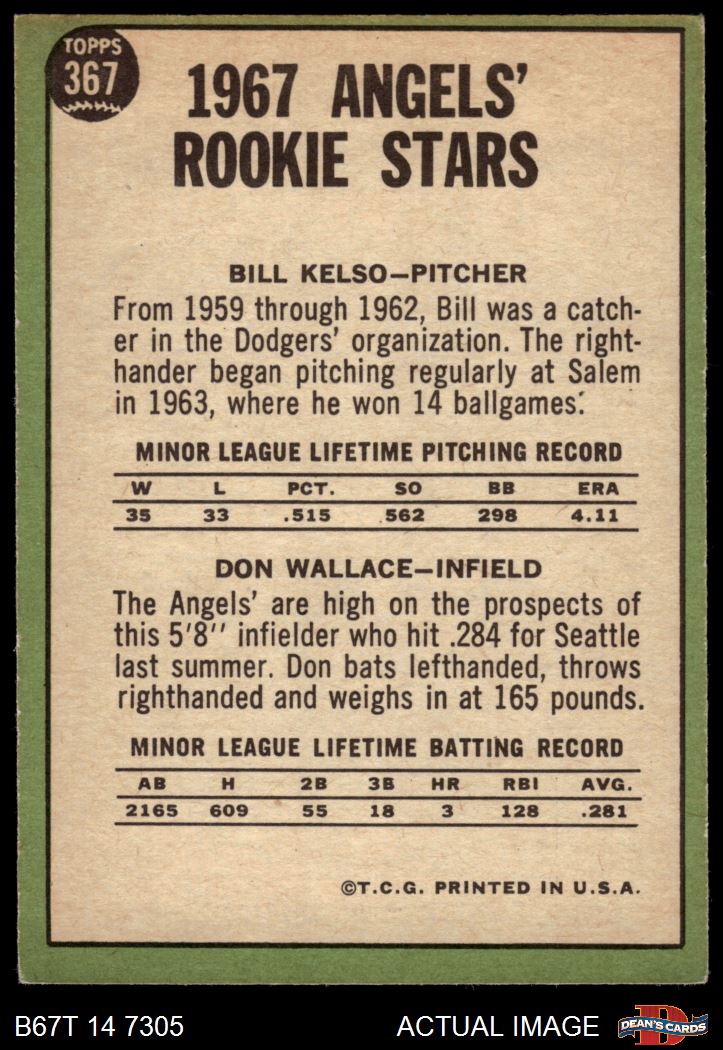 TOPPS
367
1967 ANGELS'
ROOKIE STARS
BILL KELSO—PITCHER
From 1959 through 1962, Bill was a catch-
er in the Dodgers' organization. The right-
hander began pitching regularly at Salem
in 1963, where he won 14 ballgames.
MINOR LEAGUE LIFETIME PITCHING RECORD
W L PCT. SO BB ERA
35 33 .515 562 298 4.11
DON WALLACE—INFIELD
The Angels' are high on the prospects of
this 5'8'' infielder who hit .284 for Seattle
last summer. Don bats lefthanded, throws
righthanded and weighs in at 165 pounds.
MINOR LEAGUE LIFETIME BATTING RECORD
AB H 2B 3B HR RBI AVG.
2165 609 55 18 3 128 .281
©T.C.G. PRINTED IN U.S.A.
B67T 14 7305 ACTUAL IMAGE D DEAN'S CARDS